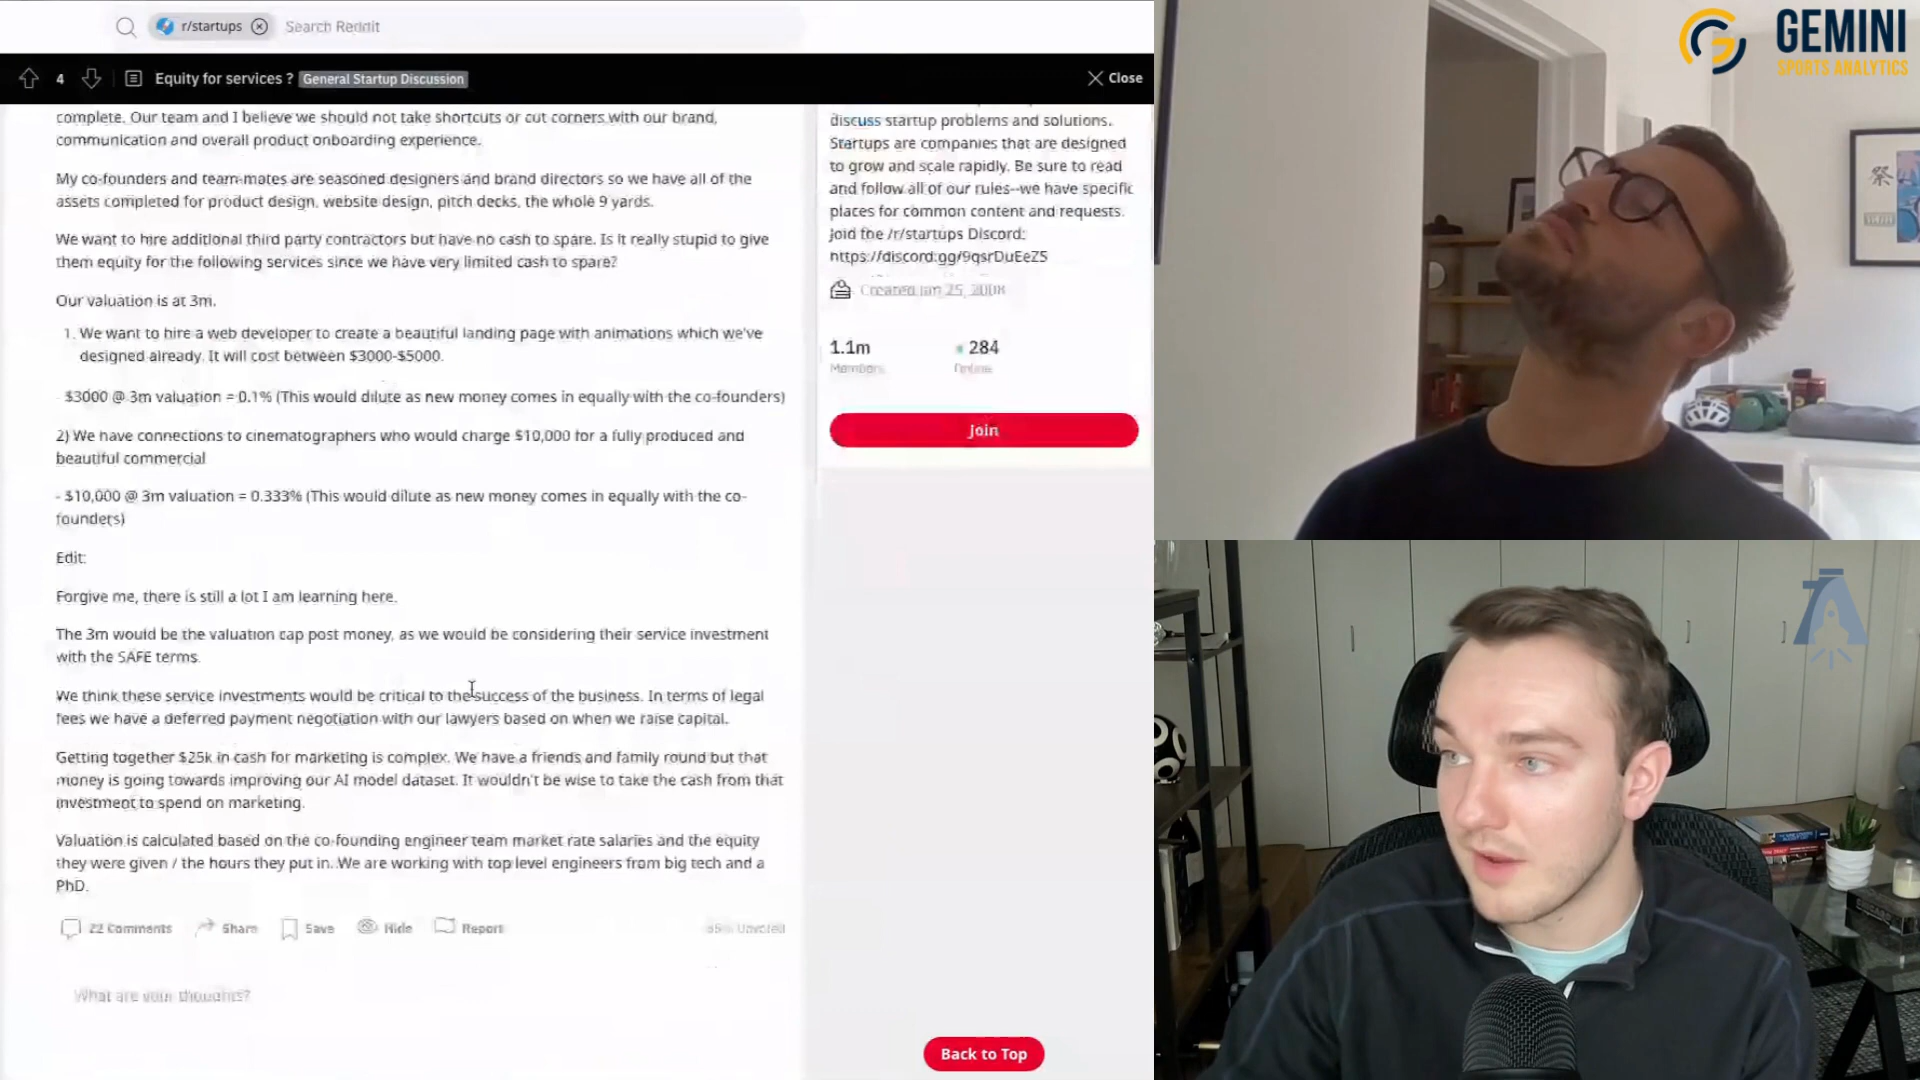 r/startups Search Reddit
4 Equity for services ? General Startup Discussion Close
complete. Our team and I believe we should not take shortcuts or cut corners with our brand,
communication and overall product onboarding experience.
My co-founders and team-mates are seasoned designers and brand directors so we have all of the
assets completed for product design, website design, pitch decks, the whole 9 yards.
We want to hire additional third party contractors but have no cash to spare. Is it really stupid to give
them equity for the following services since we have very limited cash to spare?
Our valuation is at 3m.
1. We want to hire a web developer to create a beautiful landing page with animations which we've
designed already. It will cost between $3000-$5000.
$3000 @ 3m valuation = 0.1% (This would dilute as new money comes in equally with the co-founders)
2) We have connections to cinematographers who would charge $10,000 for a fully produced and
beautiful commercial
- $10,000 @ 3m valuation = 0.333% (This would dilute as new money comes in equally with the co-
founders)
Edit:
Forgive me, there is still a lot I am learning here.
The 3m would be the valuation cap post money, as we would be considering their service investment
with the SAFE terms.
We think these service investments would be critical to the success of the business. In terms of legal
fees we have a deferred payment negotiation with our lawyers based on when we raise capital.
Getting together $25k in cash for marketing is complex. We have a friends and family round but that
money is going towards improving our AI model dataset. It wouldn't be wise to take the cash from that
investment to spend on marketing.
Valuation is calculated based on the co-founding engineer team market rate salaries and the equity
they were given / the hours they put in. We are working with top level engineers from big tech and a
PhD.
22 Comments Share Save Hide Report
What are your thoughts?
discuss startup problems and solutions.
Startups are companies that are designed
to grow and scale rapidly. Be sure to read
and follow all of our rules--we have specific
places for common content and requests.
Join the /r/startups Discord:
https://discord.gg/9qsrDuEeZ5
Created Jan 25, 2008
1.1m 284
Members Online
Join
Back to Top
GEMINI
SPORTS ANALYTICS
祭